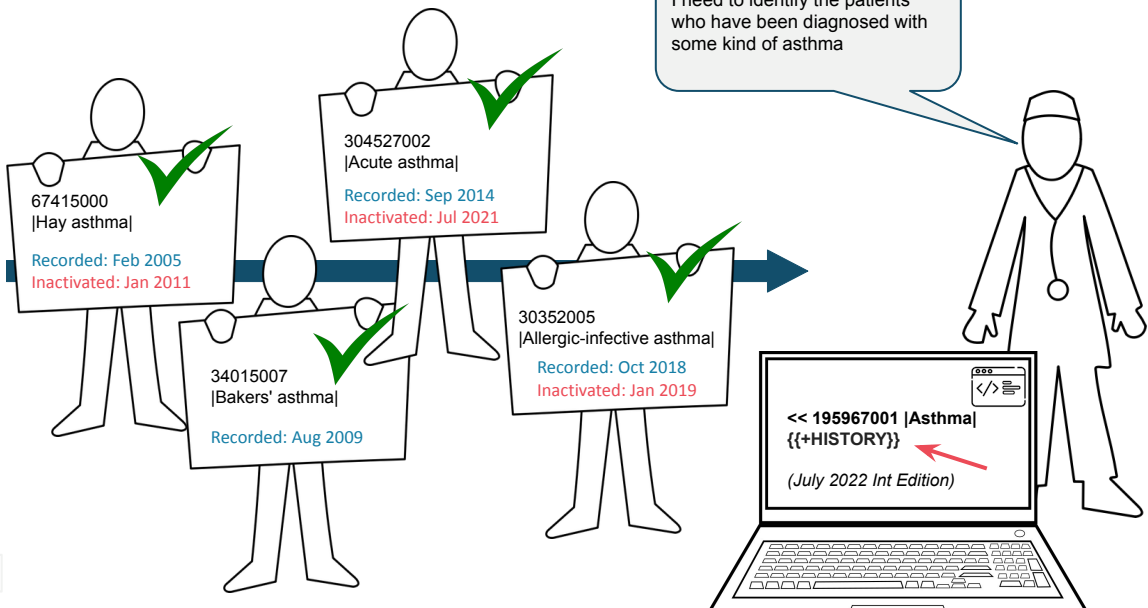 I need to identify the patients
who have been diagnosed with
some kind of asthma
304527002
|Acute asthma|
Recorded: Sep 2014
Inactivated: Jul 2021
67415000
|Hay asthma|
Recorded: Feb 2005
Inactivated: Jan 2011
30352005
|Allergic-infective asthma|
Recorded: Oct 2018
Inactivated: Jan 2019
34015007
|Bakers' asthma|
Recorded: Aug 2009
</>
<< 195967001 |Asthma|
{{+HISTORY}}
(July 2022 Int Edition)